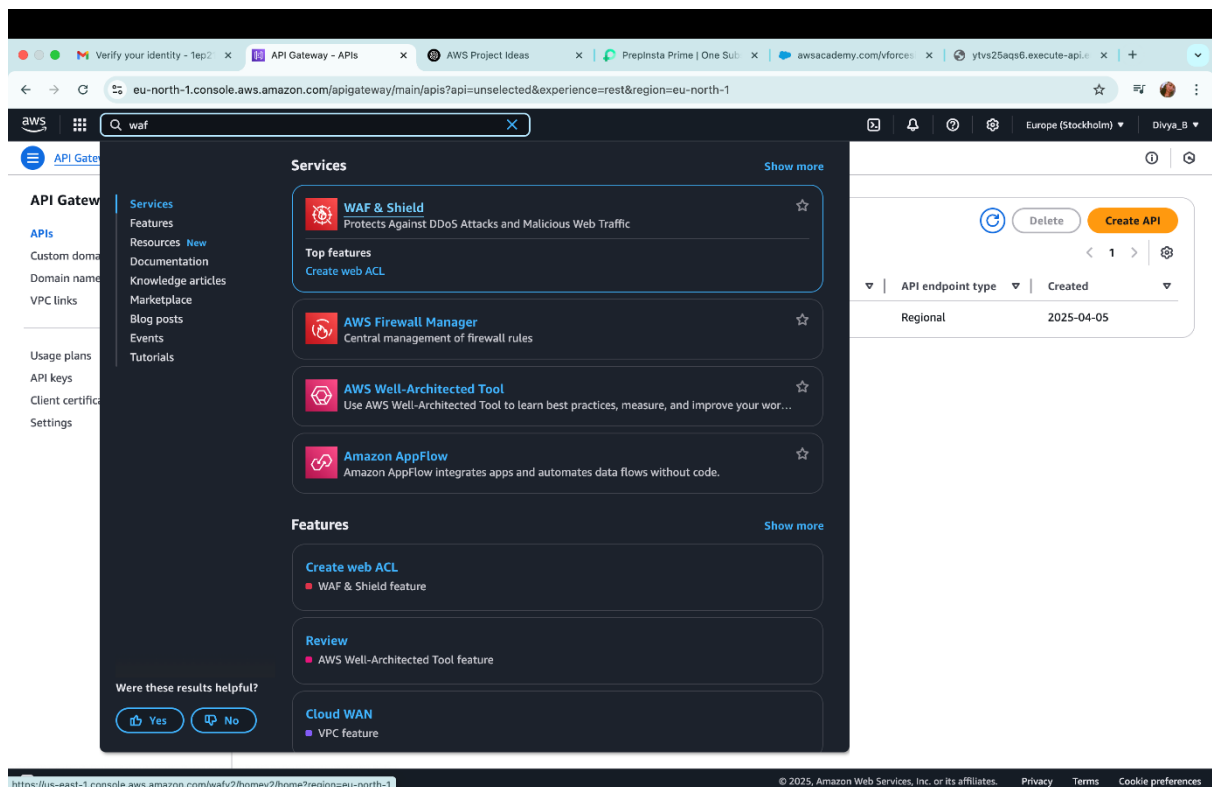 Verify your identity - 1ep2
API Gateway - APIs
AWS Project Ideas
PrepInsta Prime | One Sub
awsacademy.com/vforces
ytvs25aqs6.execute-api.e
eu-north-1.console.aws.amazon.com/apigateway/main/apis?api=unselected&experience=rest&region=eu-north-1
aws
waf
Europe (Stockholm)
Divya_B
API Gatew
API Gatew
APIs
Custom doma
Domain name
VPC links
Usage plans
API keys
Client certifica
Settings
Services
Features
Resources New
Documentation
Knowledge articles
Marketplace
Blog posts
Events
Tutorials
Were these results helpful?
Yes
No
Services
Show more
WAF & Shield
Protects Against DDoS Attacks and Malicious Web Traffic
Top features
Create web ACL
AWS Firewall Manager
Central management of firewall rules
AWS Well-Architected Tool
Use AWS Well-Architected Tool to learn best practices, measure, and improve your wor...
Amazon AppFlow
Amazon AppFlow integrates apps and automates data flows without code.
Features
Show more
Create web ACL
WAF & Shield feature
Review
AWS Well-Architected Tool feature
Cloud WAN
VPC feature
Delete
Create API
1
API endpoint type
Created
Regional
2025-04-05
https://us-east-1.console.aws.amazon.com/wafv2/homev2/home?region=eu-north-1
© 2025, Amazon Web Services, Inc. or its affiliates.
Privacy
Terms
Cookie preferences